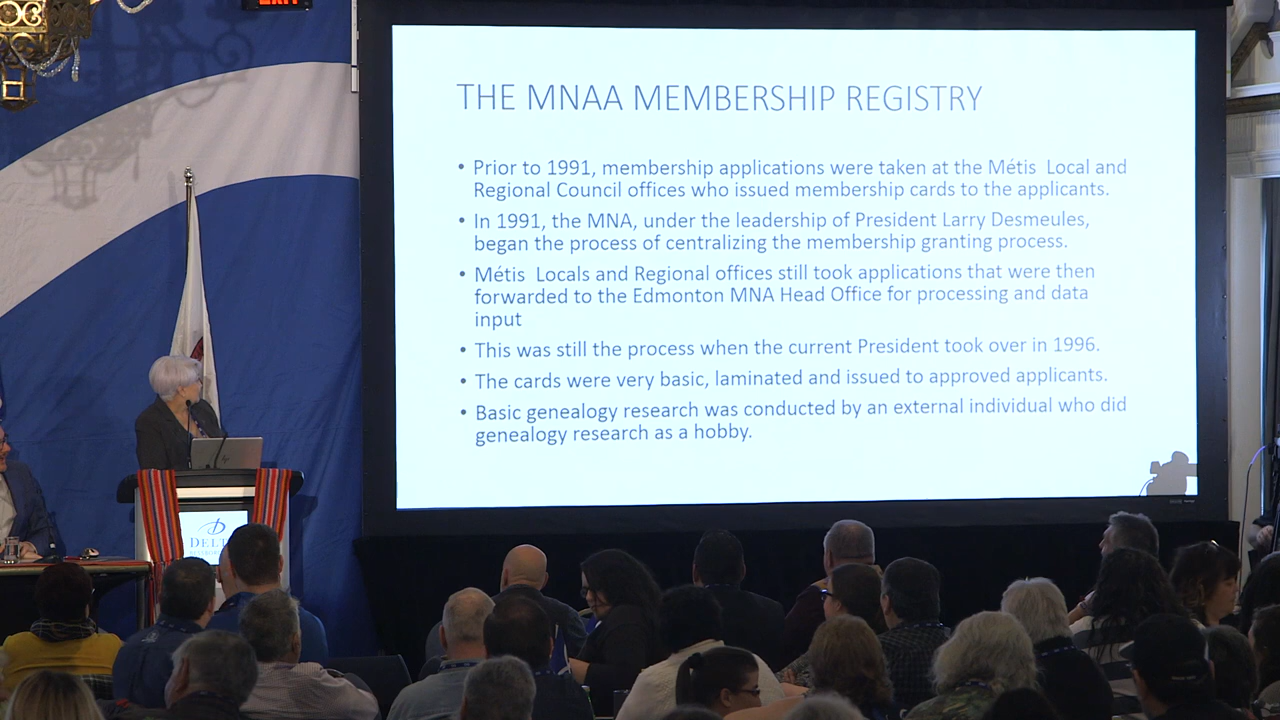 EXIT
THE MNAA MEMBERSHIP REGISTRY
• Prior to 1991, membership applications were taken at the Métis Local and
Regional Council offices who issued membership cards to the applicants.
• In 1991, the MNA, under the leadership of President Larry Desmeules,
began the process of centralizing the membership granting process.
• Métis Locals and Regional offices still took applications that were then
forwarded to the Edmonton MNA Head Office for processing and data
input
• This was still the process when the current President took over in 1996.
• The cards were very basic, laminated and issued to approved applicants.
• Basic genealogy research was conducted by an external individual who did
genealogy research as a hobby.